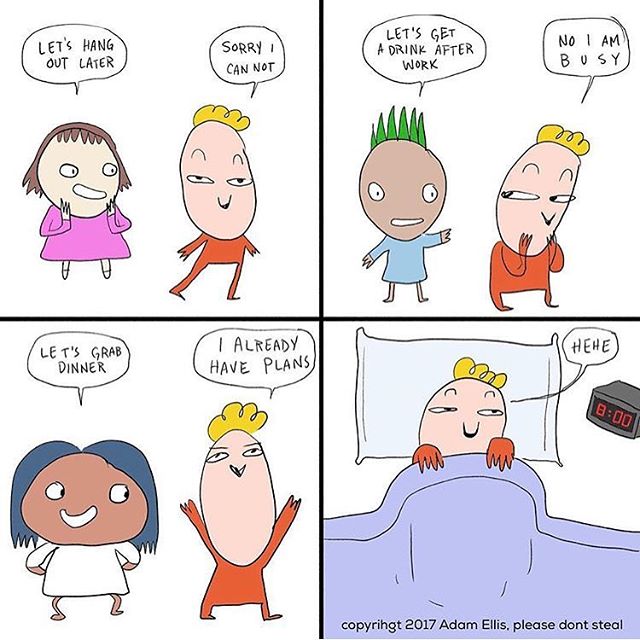 LET'S HANG
OUT LATER
SORRY I
CAN NOT
LET'S GET
A DRINK AFTER
WORK
NO I AM
BUSY
LET'S GRAB
DINNER
I ALREADY
HAVE PLANS
HEHE
8:00
copyrihgt 2017 Adam Ellis, please dont steal